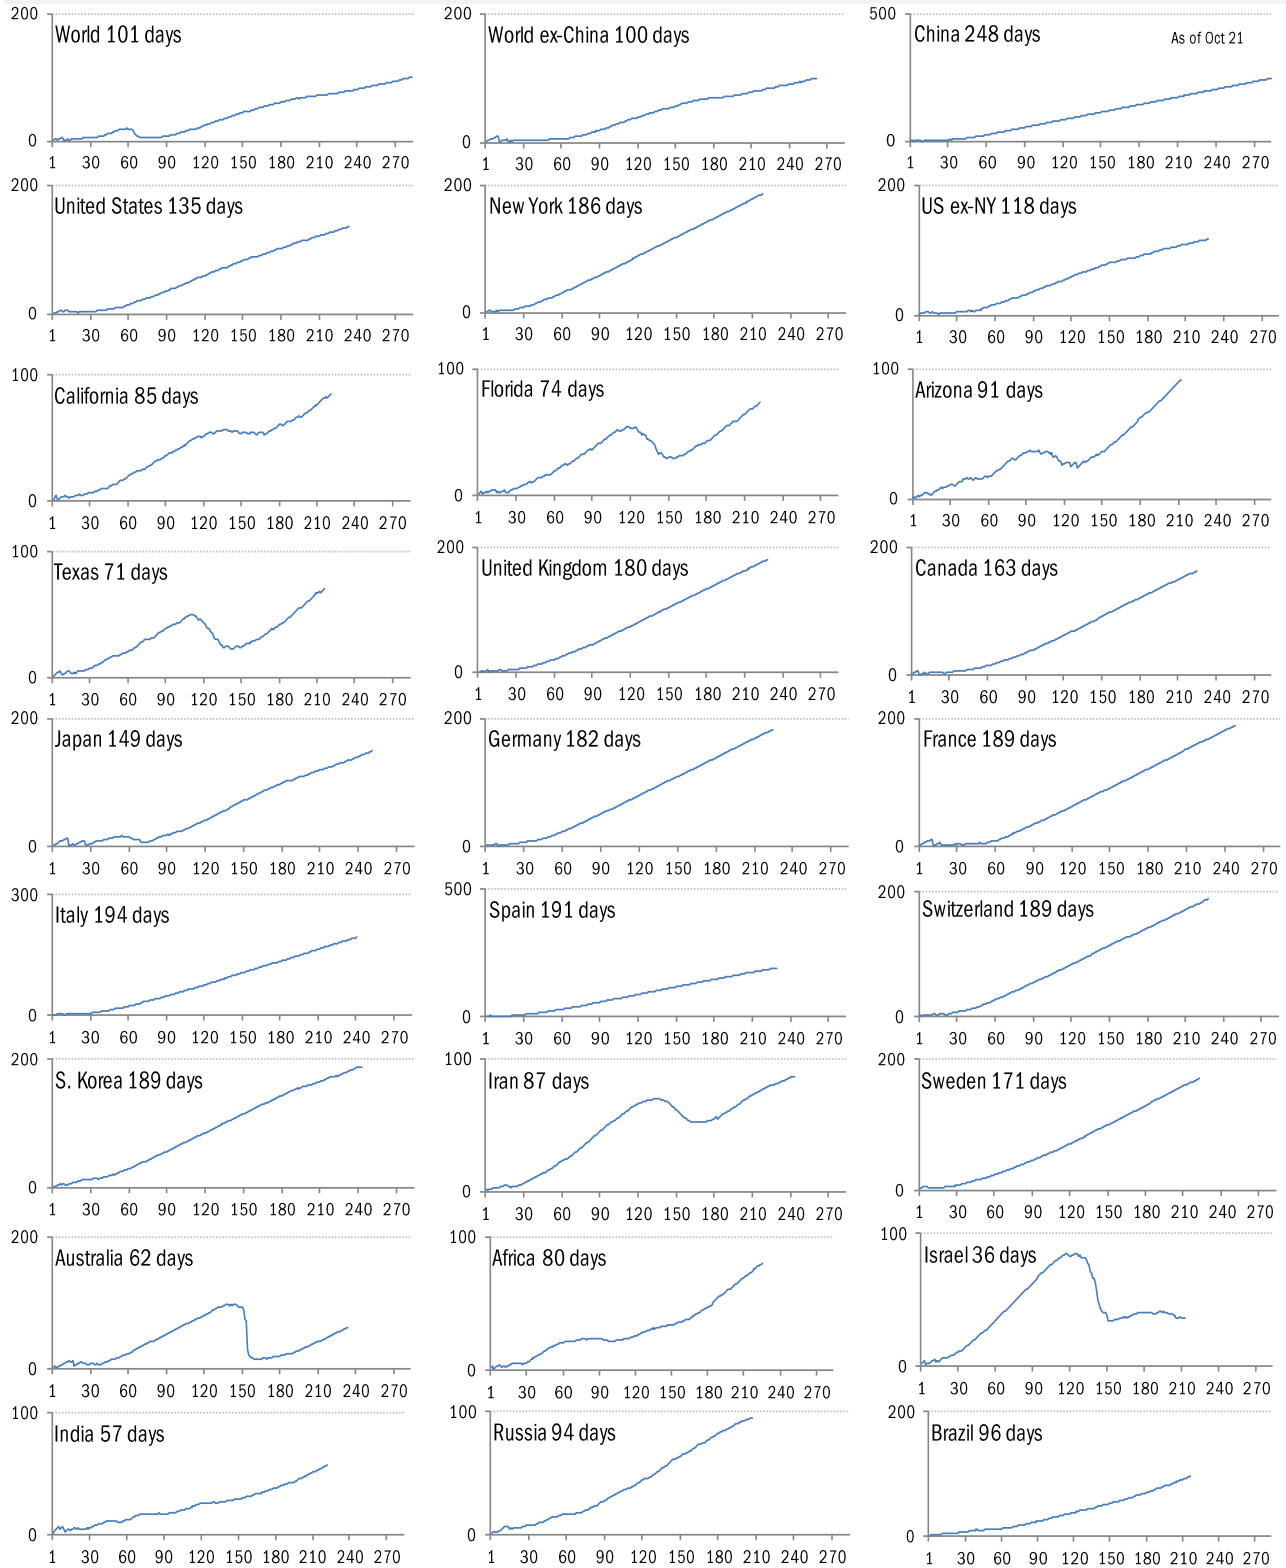 200
World 101 days
0
1 30 60 90 120 150 180 210 240 270
200
World ex-China 100 days
0
1 30 60 90 120 150 180 210 240 270
500
China 248 days
As of Oct 21
0
1 30 60 90 120 150 180 210 240 270
200
United States 135 days
0
1 30 60 90 120 150 180 210 240 270
200
New York 186 days
0
1 30 60 90 120 150 180 210 240 270
200
US ex-NY 118 days
0
1 30 60 90 120 150 180 210 240 270
100
California 85 days
0
1 30 60 90 120 150 180 210 240 270
100
Florida 74 days
0
1 30 60 90 120 150 180 210 240 270
100
Arizona 91 days
0
1 30 60 90 120 150 180 210 240 270
100
Texas 71 days
0
1 30 60 90 120 150 180 210 240 270
200
United Kingdom 180 days
0
1 30 60 90 120 150 180 210 240 270
200
Canada 163 days
0
1 30 60 90 120 150 180 210 240 270
200
Japan 149 days
0
1 30 60 90 120 150 180 210 240 270
200
Germany 182 days
0
1 30 60 90 120 150 180 210 240 270
200
France 189 days
0
1 30 60 90 120 150 180 210 240 270
300
Italy 194 days
0
1 30 60 90 120 150 180 210 240 270
500
Spain 191 days
0
1 30 60 90 120 150 180 210 240 270
200
Switzerland 189 days
0
1 30 60 90 120 150 180 210 240 270
200
S. Korea 189 days
0
1 30 60 90 120 150 180 210 240 270
100
Iran 87 days
0
1 30 60 90 120 150 180 210 240 270
200
Sweden 171 days
0
1 30 60 90 120 150 180 210 240 270
200
Australia 62 days
0
1 30 60 90 120 150 180 210 240 270
100
Africa 80 days
0
1 30 60 90 120 150 180 210 240 270
100
Israel 36 days
0
1 30 60 90 120 150 180 210 240 270
100
India 57 days
0
1 30 60 90 120 150 180 210 240 270
100
Russia 94 days
0
1 30 60 90 120 150 180 210 240 270
200
Brazil 96 days
0
1 30 60 90 120 150 180 210 240 270